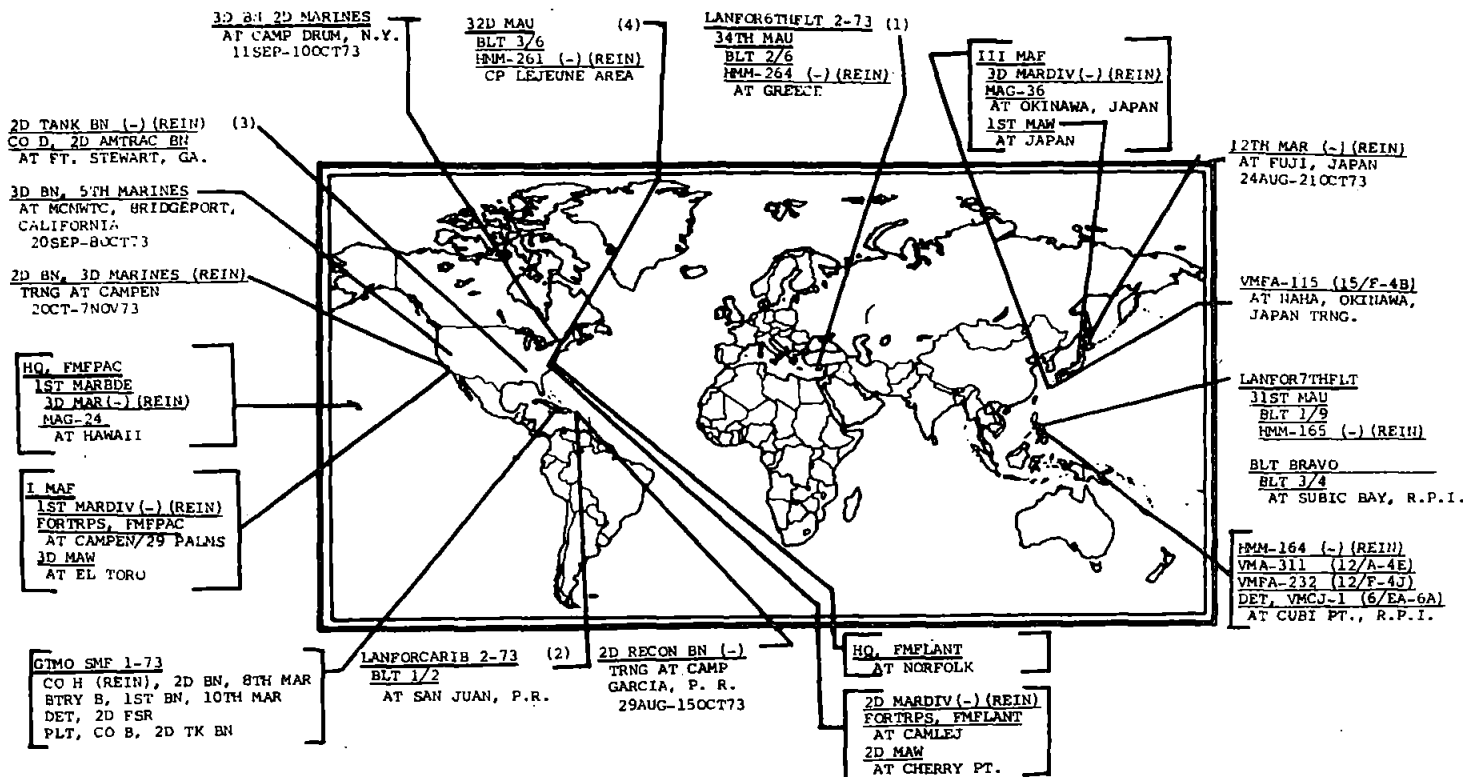 3D BN 2D MARINES
AT CAMP DRUM, N.Y.
11SEP-10OCT73
32D MAU (4)
BLT 3/6
HMM-261 (-) (REIN)
CP LEJEUNE AREA
LANFOR6THFLT 2-73 (1)
34TH MAU
BLT 2/6
HMM-264 (-) (REIN)
AT GREECE
III MAF
3D MARDIV(-) (REIN)
MAG-36
AT OKINAWA, JAPAN
1ST MAW
AT JAPAN
2D TANK BN (-) (REIN) (3)
CO D, 2D AMTRAC BN
AT FT. STEWART, GA.
3D BN, 5TH MARINES
AT MCNWTC, BRIDGEPORT,
CALIFORNIA
20SEP-8OCT73
2D BN, 3D MARINES (REIN)
TRNG AT CAMPEN
2OCT-7NOV73
HQ, FMFPAC
1ST MARBDE
3D MAR(-) (REIN)
MAG-24
AT HAWAII
I MAF
1ST MARDIV(-) (REIN)
FORTRPS, FMFPAC
AT CAMPEN/29 PALMS
3D MAW
AT EL TORO
12TH MAR (-) (REIN)
AT FUJI, JAPAN
24AUG-21OCT73
VMFA-115 (15/F-4B)
AT NAHA, OKINAWA,
JAPAN TRNG.
LANFOR7THFLT
31ST MAU
BLT 1/9
HMM-165 (-) (REIN)
BLT BRAVO
BLT 3/4
AT SUBIC BAY, R.P.I.
HMM-164 (-) (REIN)
VMA-311 (12/A-4E)
VMFA-232 (12/F-4J)
DET, VMCJ-1 (6/EA-6A)
AT CUBI PT., R.P.I.
GTMO SMF 1-73
CO H (REIN), 2D BN, 8TH MAR
BTRY B, 1ST BN, 10TH MAR
DET, 2D FSR
PLT, CO B, 2D TK BN
LANFORCARIB 2-73 (2)
BLT 1/2
AT SAN JUAN, P.R.
2D RECON BN (-)
TRNG AT CAMP
GARCIA, P. R.
29AUG-15OCT73
HQ, FMFLANT
AT NORFOLK
2D MARDIV(-) (REIN)
FORTRPS, FMFLANT
AT CAMLEJ
2D MAW
AT CHERRY PT.